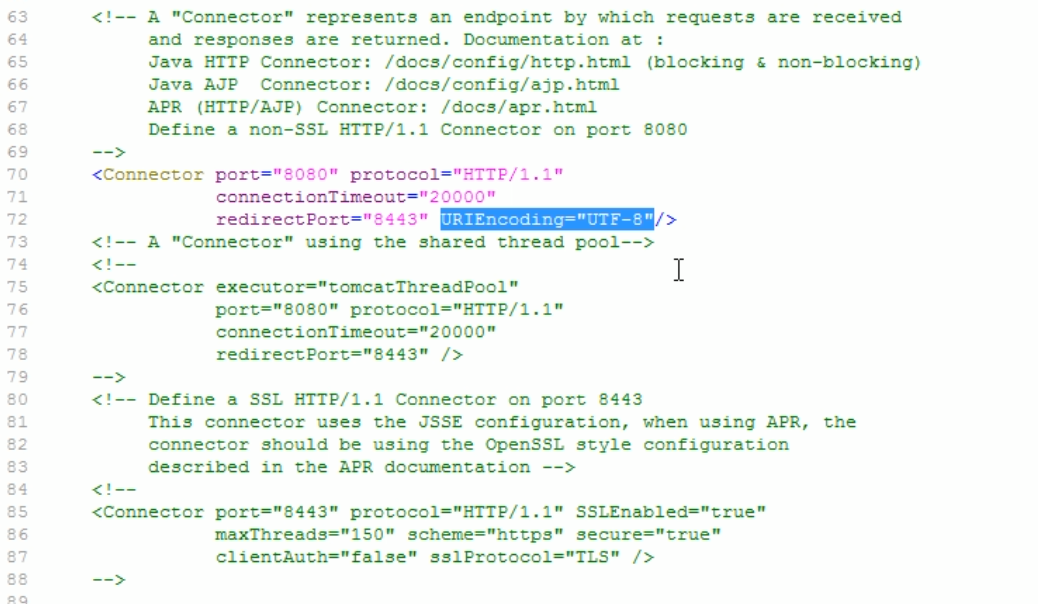 63 <!-- A "Connector" represents an endpoint by which requests are received
64 and responses are returned. Documentation at :
65 Java HTTP Connector: /docs/config/http.html (blocking & non-blocking)
66 Java AJP  Connector: /docs/config/ajp.html
67 APR (HTTP/AJP) Connector: /docs/apr.html
68 Define a non-SSL HTTP/1.1 Connector on port 8080
69 -->
70 <Connector port="8080" protocol="HTTP/1.1"
71 connectionTimeout="20000"
72 redirectPort="8443" URIEncoding="UTF-8"/>
73 <!-- A "Connector" using the shared thread pool-->
74 <!--
75 <Connector executor="tomcatThreadPool"
76 port="8080" protocol="HTTP/1.1"
77 connectionTimeout="20000"
78 redirectPort="8443" />
79 -->
80 <!-- Define a SSL HTTP/1.1 Connector on port 8443
81 This connector uses the JSSE configuration, when using APR, the
82 connector should be using the OpenSSL style configuration
83 described in the APR documentation -->
84 <!--
85 <Connector port="8443" protocol="HTTP/1.1" SSLEnabled="true"
86 maxThreads="150" scheme="https" secure="true"
87 clientAuth="false" sslProtocol="TLS" />
88 -->
89